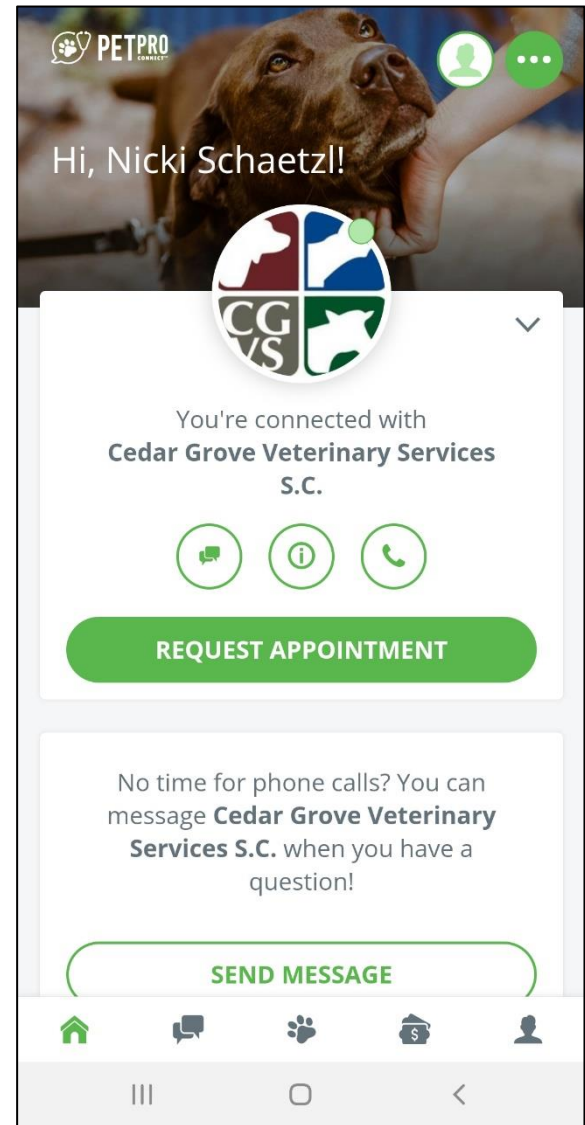 PETPRO
CONNECT™
Hi, Nicki Schaetzl!
CG
VS
You're connected with
Cedar Grove Veterinary Services
S.C.
REQUEST APPOINTMENT
No time for phone calls? You can
message Cedar Grove Veterinary
Services S.C. when you have a
question!
SEND MESSAGE